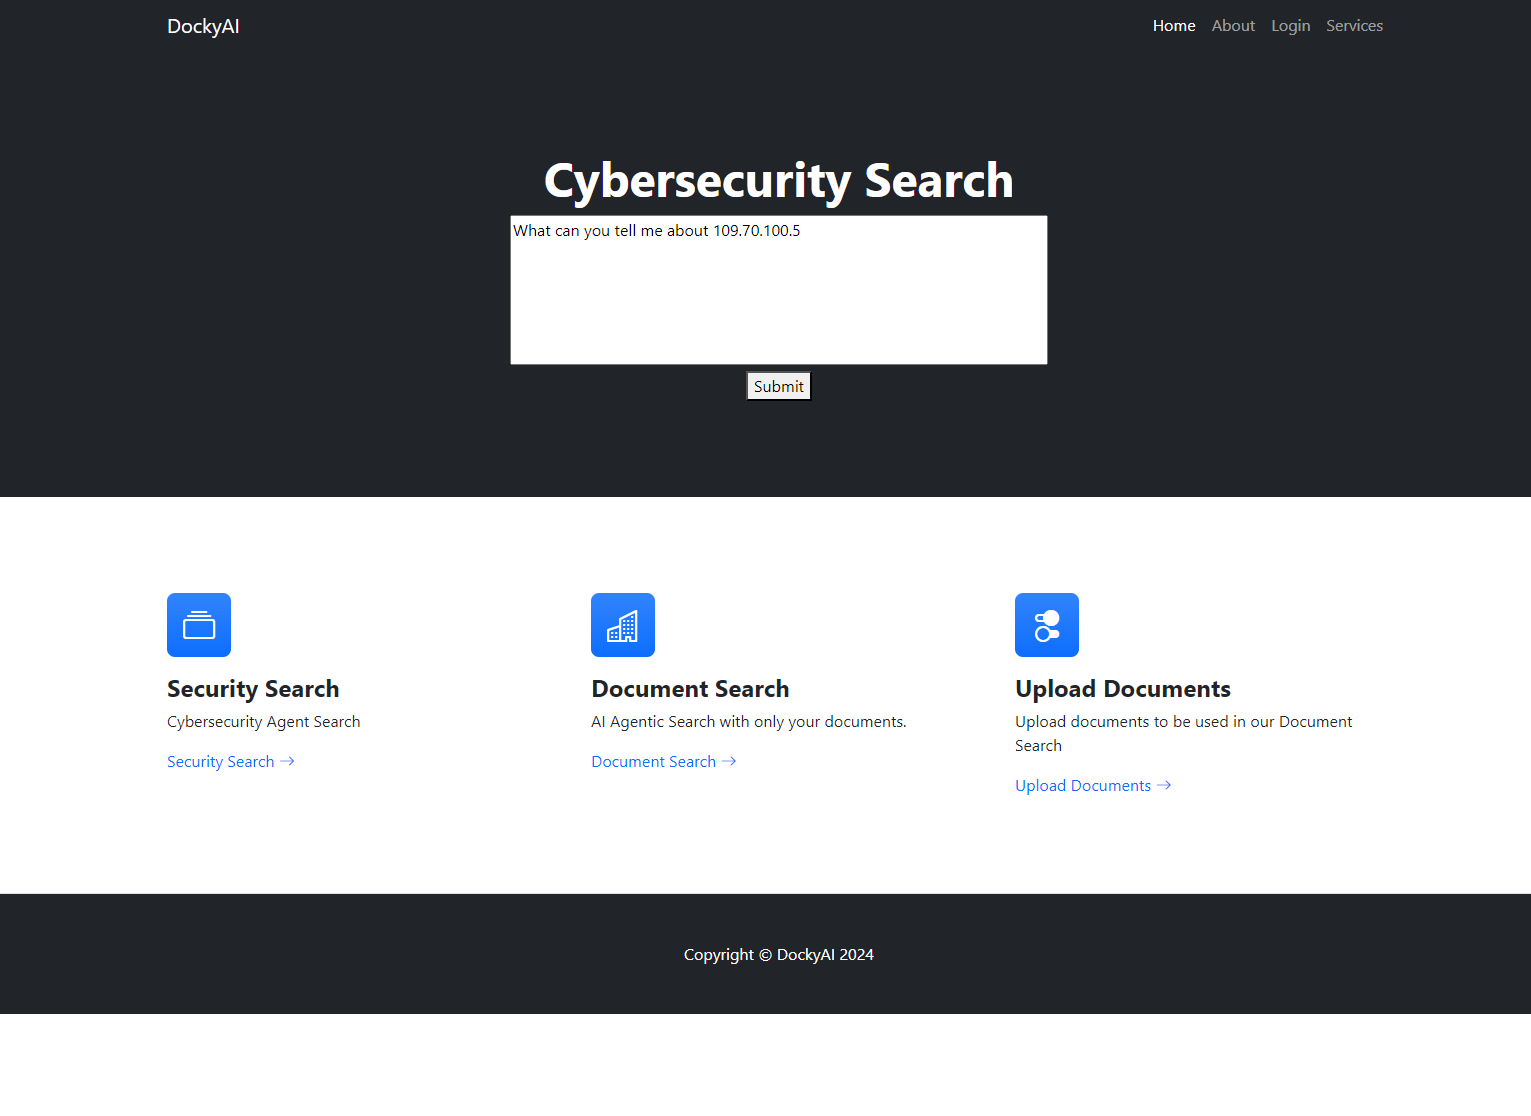 DockyAI
Home About Login Services
Cybersecurity Search
What can you tell me about 109.70.100.5
Submit
Security Search
Cybersecurity Agent Search
Security Search →
Document Search
AI Agentic Search with only your documents.
Document Search →
Upload Documents
Upload documents to be used in our Document
Search
Upload Documents →
Copyright © DockyAI 2024